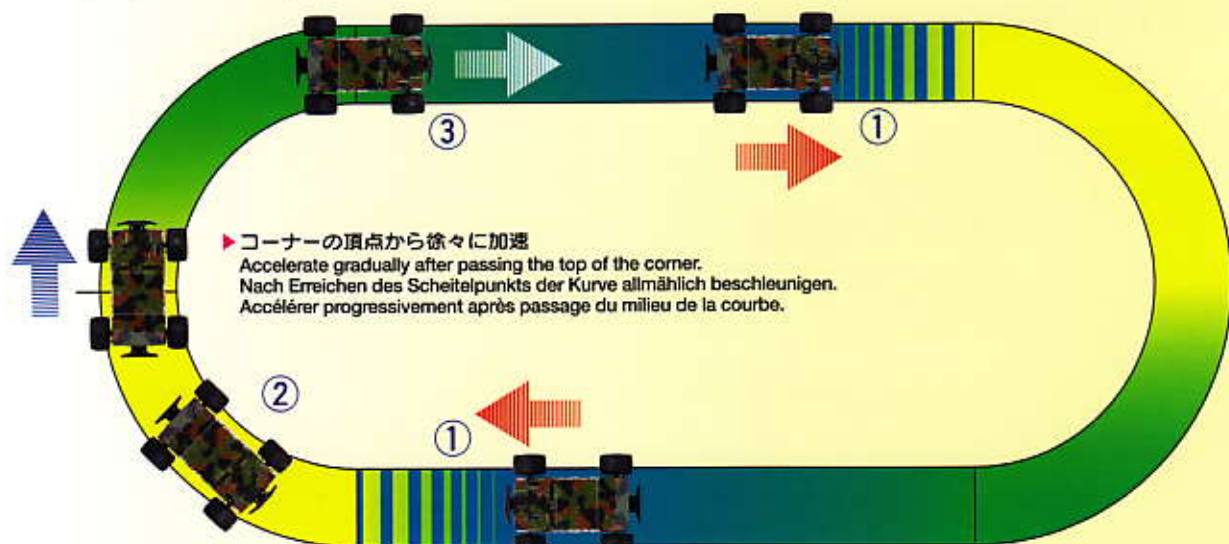 ③
①
▶コーナーの頂点から徐々に加速
Accelerate gradually after passing the top of the corner.
Nach Erreichen des Scheitelpunkts der Kurve allmählich beschleunigen.
Accélérer progressivement après passage du milieu de la courbe.
②
①